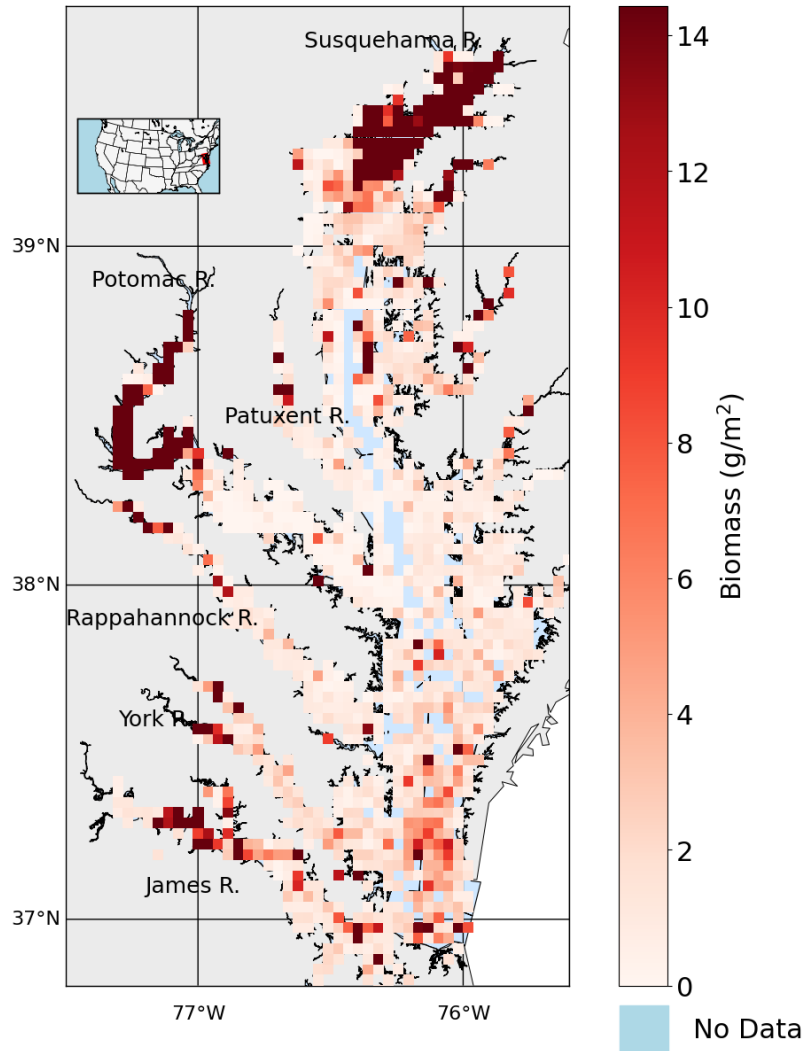 Susquehanna R.
39°N
Potomac R.
Patuxent R.
38°N
Rappahannock R.
York R.
James R.
37°N
77°W
76°W
14
12
10
8
6
4
2
0
Biomass (g/m²)
No Data